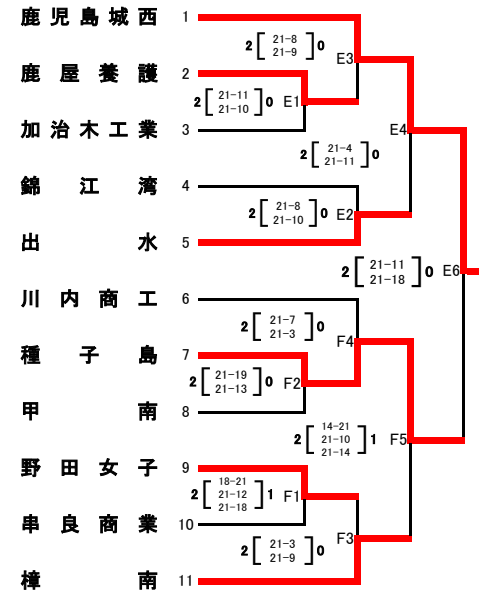 鹿児島城西 1
2 21-8 0
21-9
E3
鹿屋養護 2
2 21-11 0 E1
21-10
加治木工業 3
E4
2 21-4 0
21-11
錦江湾 4
2 21-8 0 E2
21-10
出水 5
2 21-11 0 E6
21-18
川内商工 6
2 21-7 0
21-3
F4
種子島 7
2 21-19 0 F2
21-13
甲南 8
14-21
2 21-10 1 F5
21-14
野田女子 9
18-21
2 21-12 1 F1
21-18
串良商業 10
2 21-3 0 F3
21-9
樟南 11